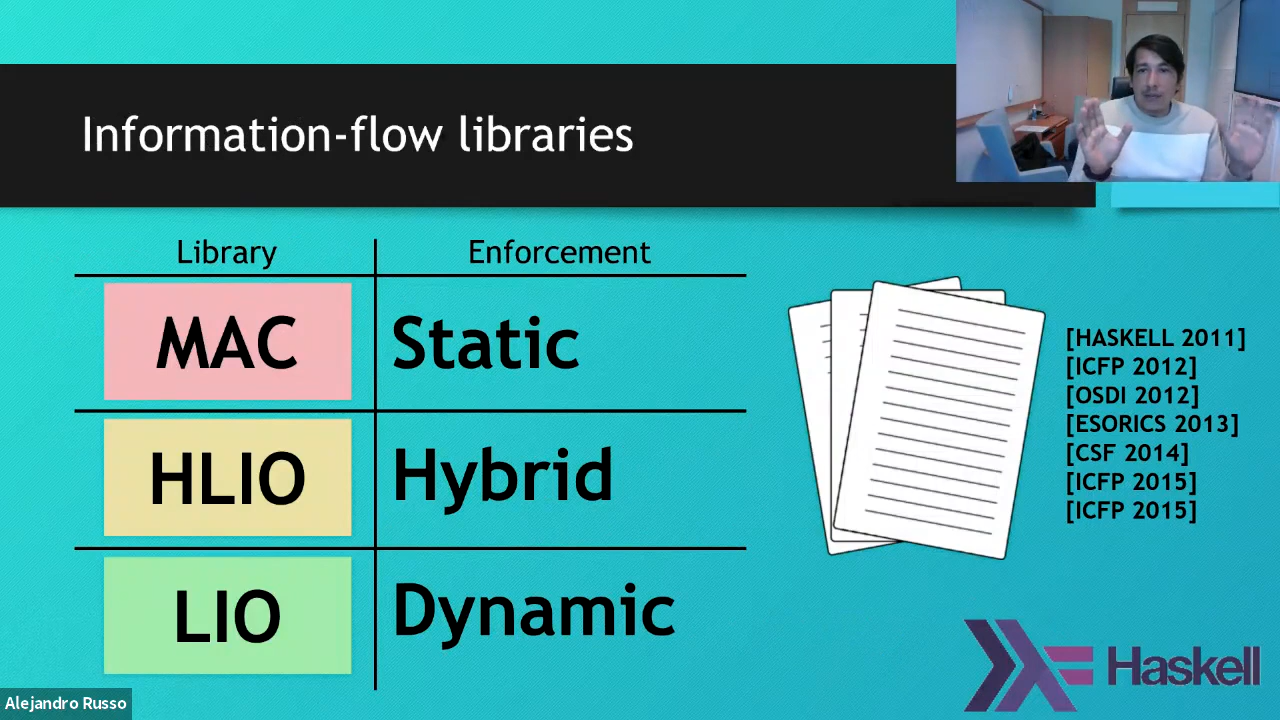 Information-flow libraries
Library Enforcement
MAC Static
HLIO Hybrid
LIO Dynamic
[HASKELL 2011]
[ICFP 2012]
[OSDI 2012]
[ESORICS 2013]
[CSF 2014]
[ICFP 2015]
[ICFP 2015]
Haskell
Alejandro Russo